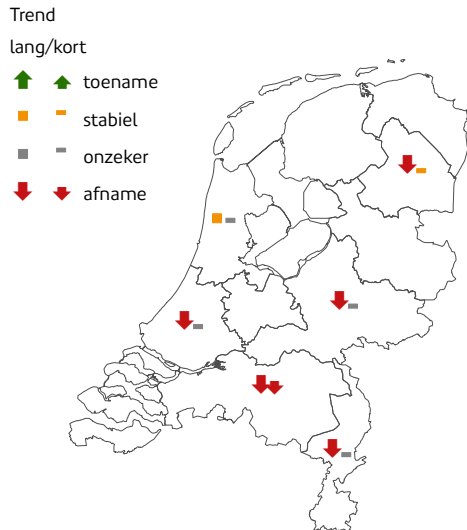 Trend
lang/kort
toename
stabiel
onzeker
afname